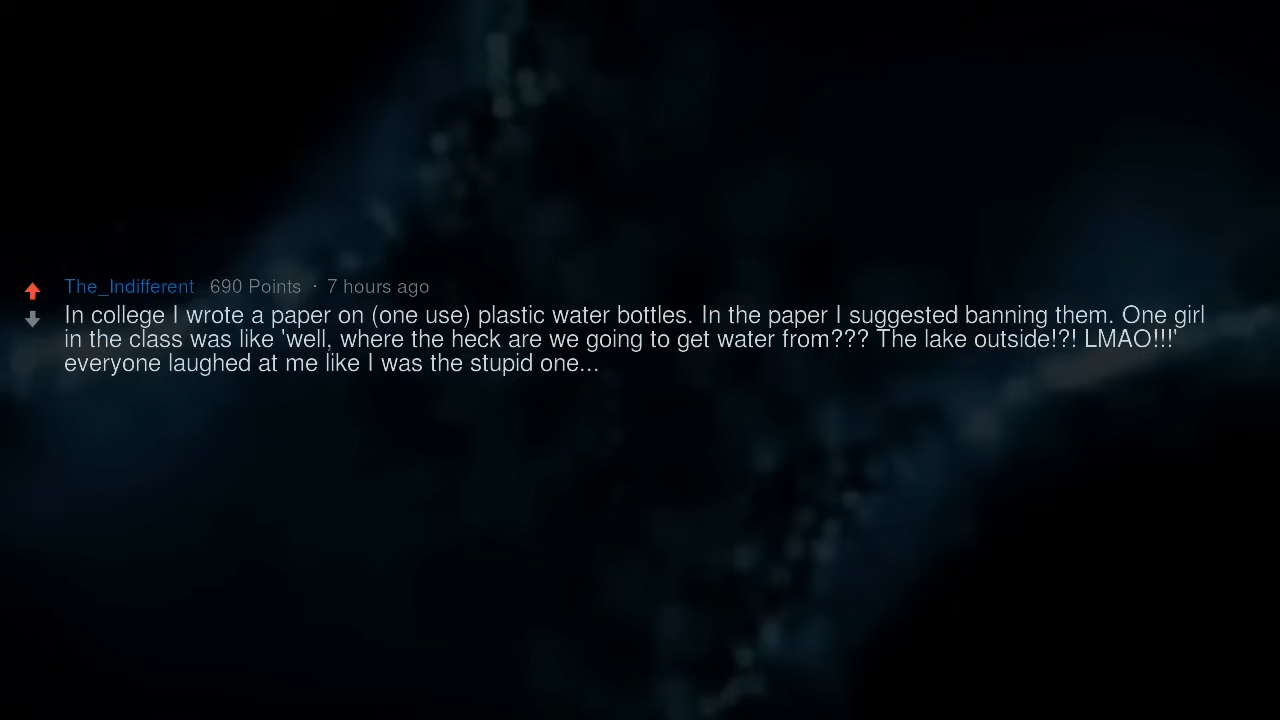 The_Indifferent 690 Points · 7 hours ago
In college I wrote a paper on (one use) plastic water bottles. In the paper I suggested banning them. One girl
in the class was like 'well, where the heck are we going to get water from??? The lake outside!?! LMAO!!!'
everyone laughed at me like I was the stupid one...